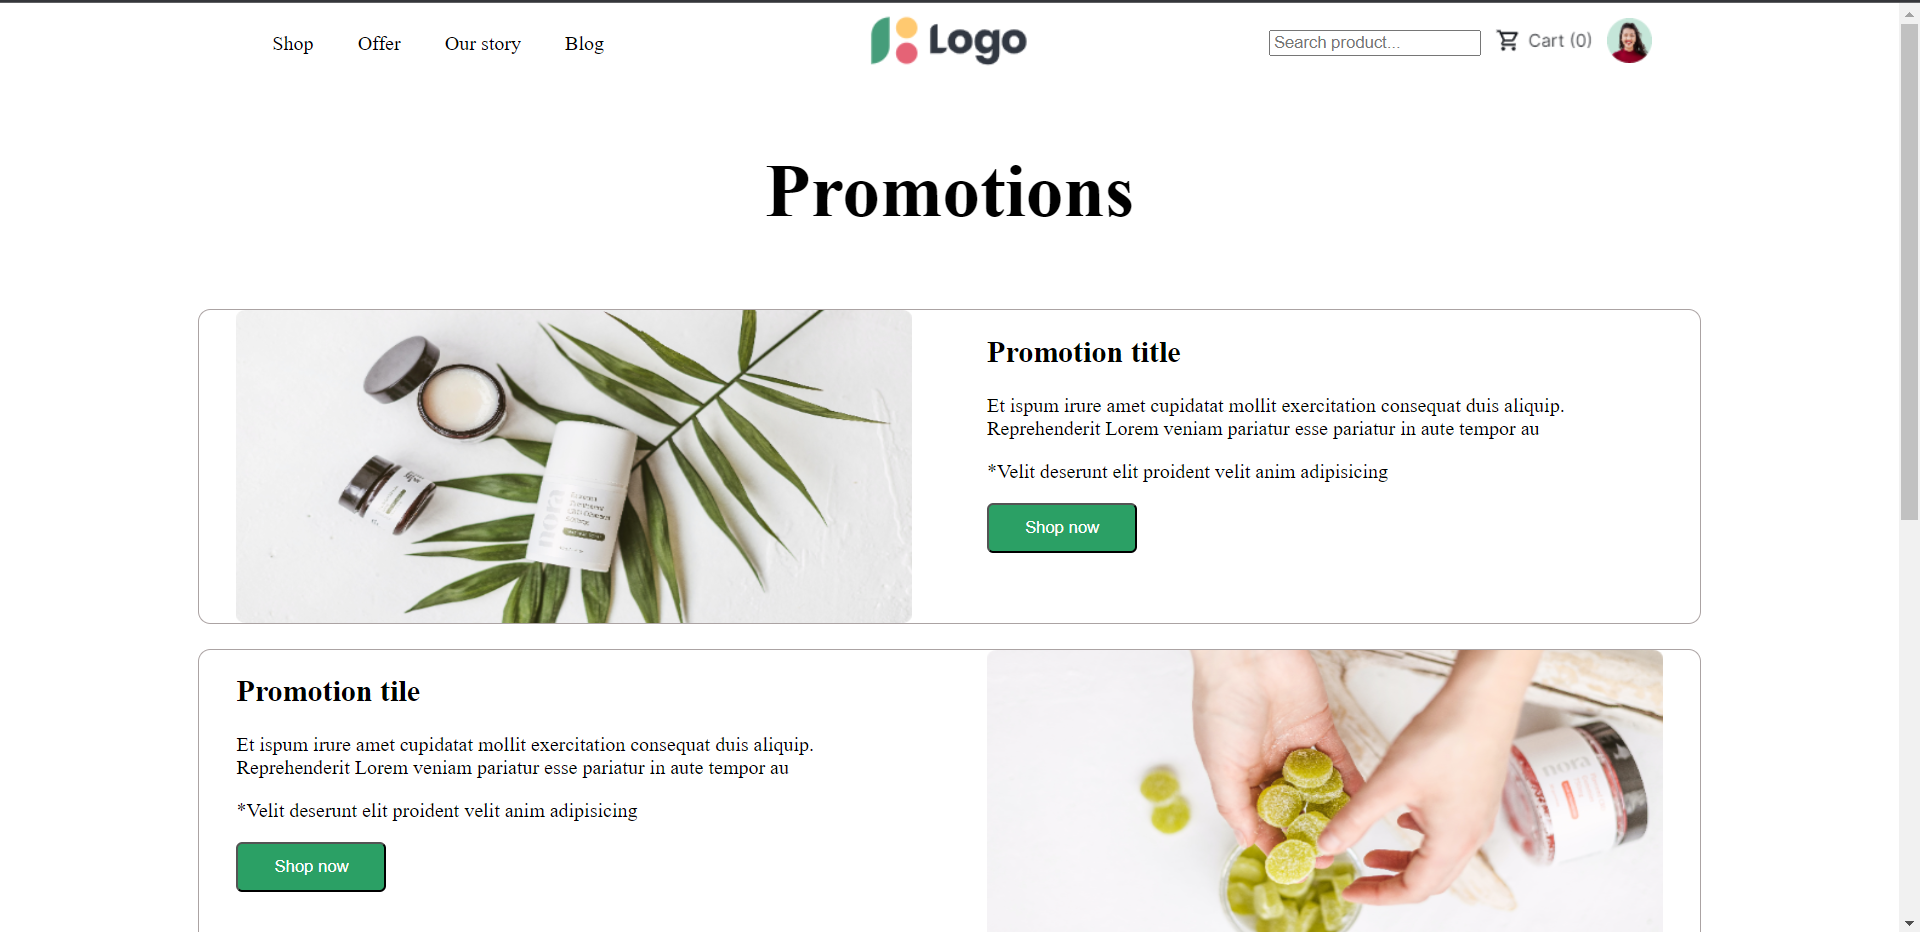 Shop Offer Our story Blog
Logo
Search product...
Cart (0)
Promotions
Promotion title
Et ispum irure amet cupidatat mollit exercitation consequat duis aliquip.
Reprehenderit Lorem veniam pariatur esse pariatur in aute tempor au
*Velit deserunt elit proident velit anim adipisicing
Shop now
nora
Promotion tile
Et ispum irure amet cupidatat mollit exercitation consequat duis aliquip.
Reprehenderit Lorem veniam pariatur esse pariatur in aute tempor au
*Velit deserunt elit proident velit anim adipisicing
Shop now
nora